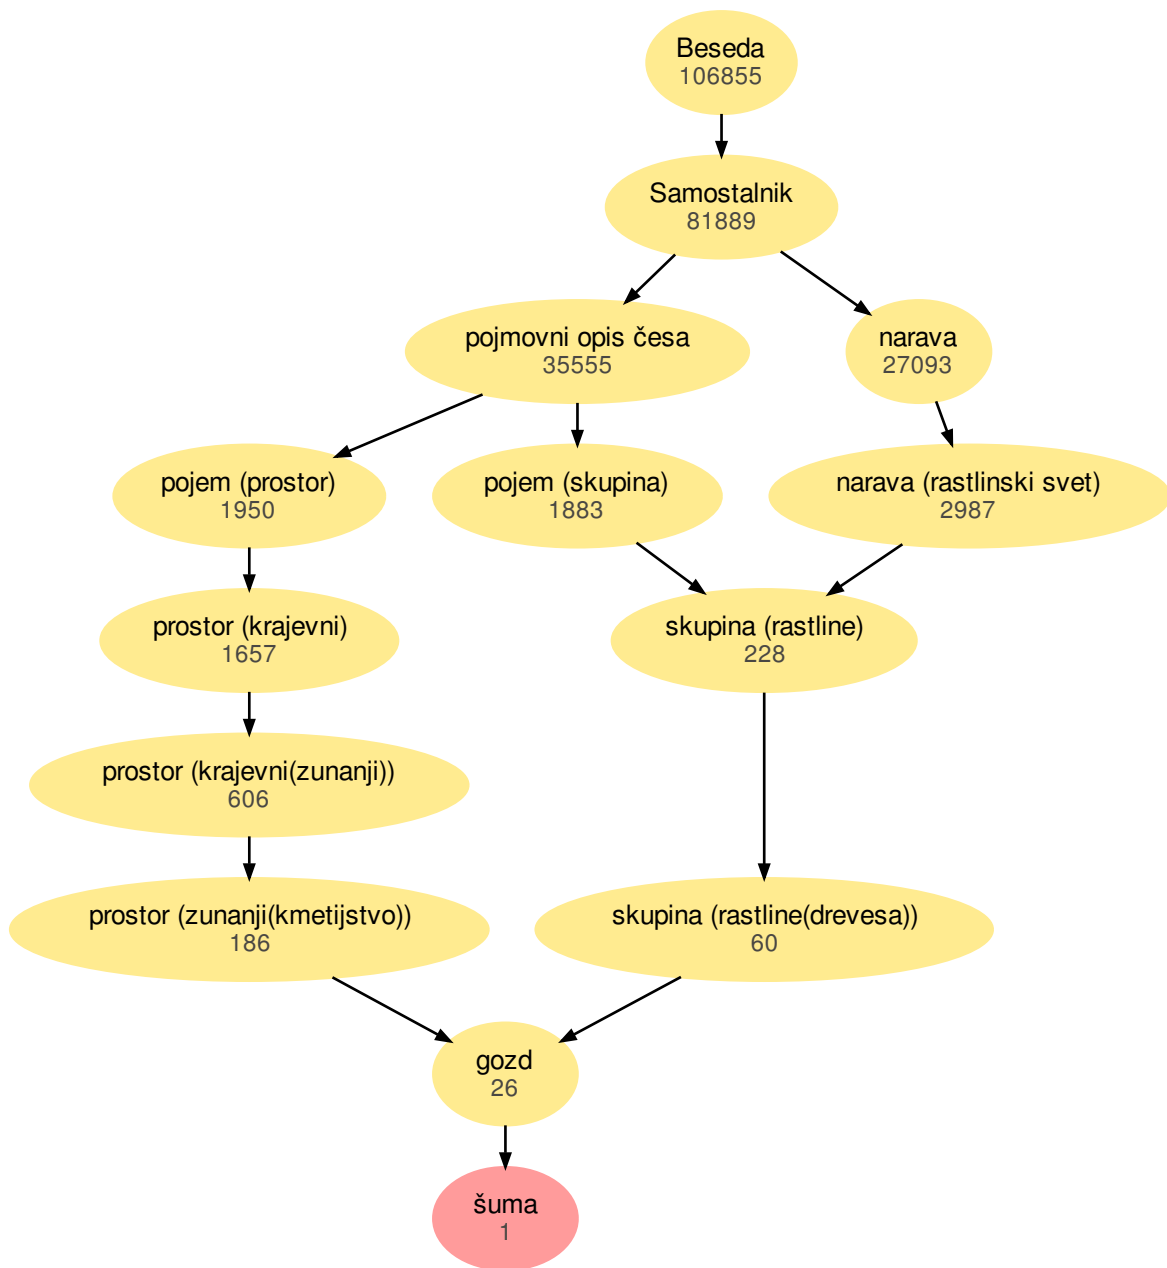 Beseda
106855
Samostalnik
81889
pojmovni opis česa
35555
narava
27093
pojem (prostor)
1950
pojem (skupina)
1883
narava (rastlinski svet)
2987
prostor (krajevni)
1657
skupina (rastline)
228
prostor (krajevni(zunanji))
606
prostor (zunanji(kmetijstvo))
186
skupina (rastline(drevesa))
60
gozd
26
šuma
1